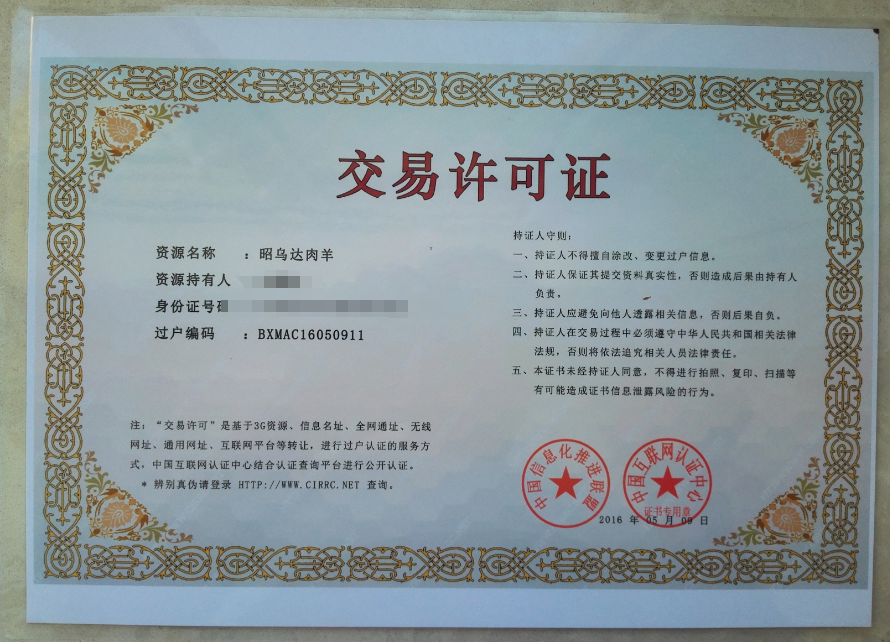 交易许可证
资源名称 ：昭乌达肉羊
资源持有人
身份证号码
过户编码 ：BXMAC16050911
持证人守则：
一、持证人不得擅自涂改、变更过户信息。
二、持证人保证其提交资料真实性，否则造成后果由持有人
负责，
三、持证人应避免向他人透露相关信息，否则后果自负。
四、持证人在交易过程中必须遵守中华人民共和国相关法律
法规，否则将依法追究相关人员法律责任。
五、本证书未经持证人同意，不得进行拍照、复印、扫描等
有可能造成证书信息泄露风险的行为。
注：“交易许可”是基于3G资源、信息名址、全网通址、无线
网址、通用网址、互联网平台等转让，进行过户认证的服务方
式，中国互联网认证中心结合认证查询平台进行公开认证。
* 辨别真伪请登录 HTTP://WWW.CIRRC.NET 查询。
中国信息化推进联盟
中国互联网认证中心
证书专用章
2016 年 05 月 09 日